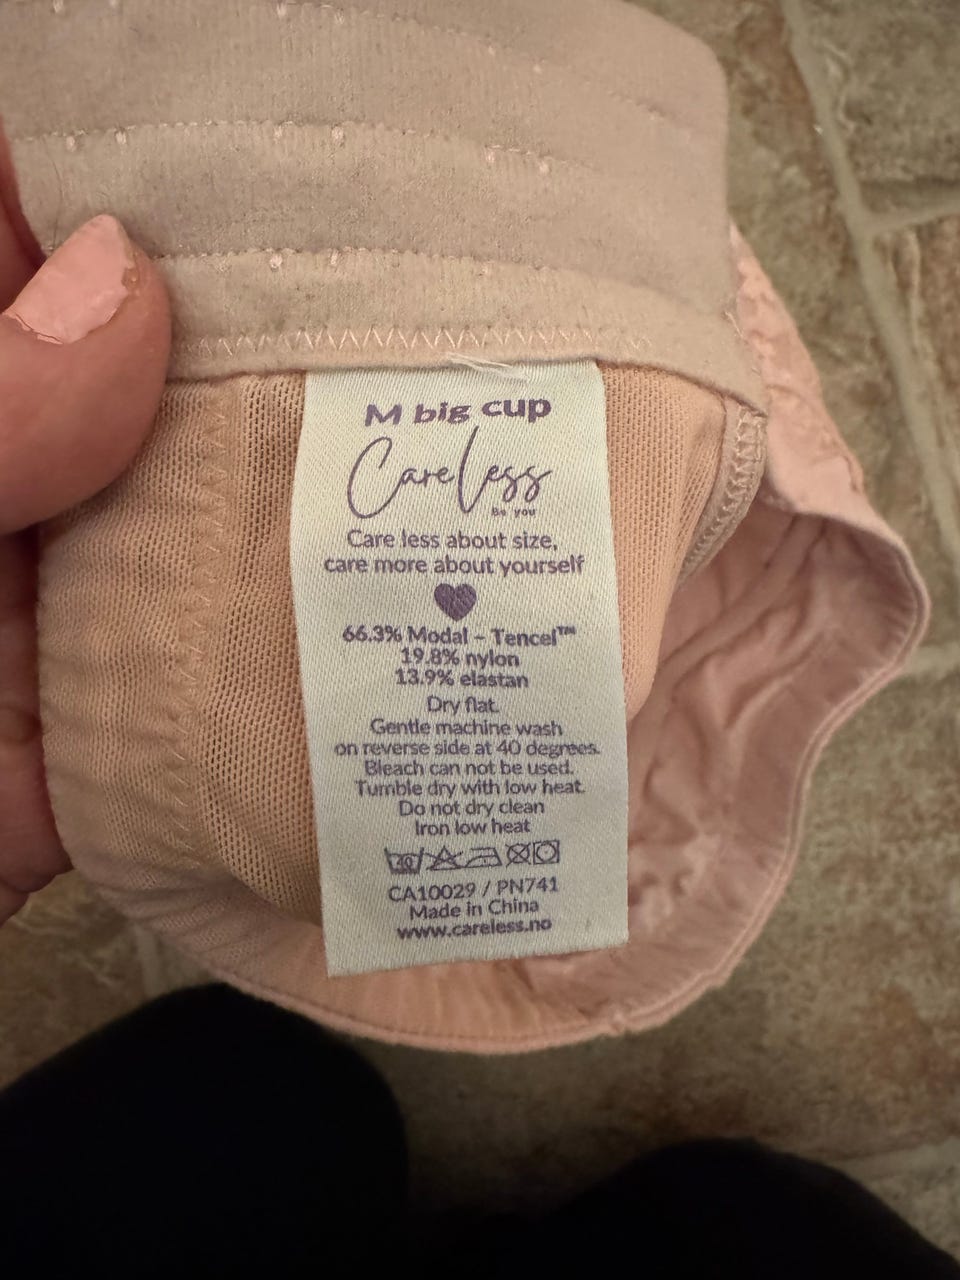 M big cup
CareLess
Be you
Care less about size,
care more about yourself
66.3% Modal – Tencel™
19.8% nylon
13.9% elastan
Dry flat.
Gentle machine wash
on reverse side at 40 degrees.
Bleach can not be used.
Tumble dry with low heat.
Do not dry clean
Iron low heat
40
CA10029 / PN741
Made in China
www.careless.no